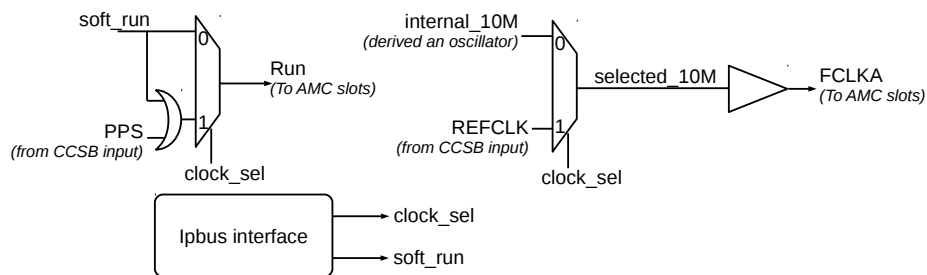 soft_run
0
Run
(To AMC slots)
PPS
(from CCSB input)
1
clock_sel
internal_10M
(derived an oscillator)
0
selected_10M
FCLKA
(To AMC slots)
REFCLK
(from CCSB input)
1
clock_sel
Ipbus interface
clock_sel
soft_run